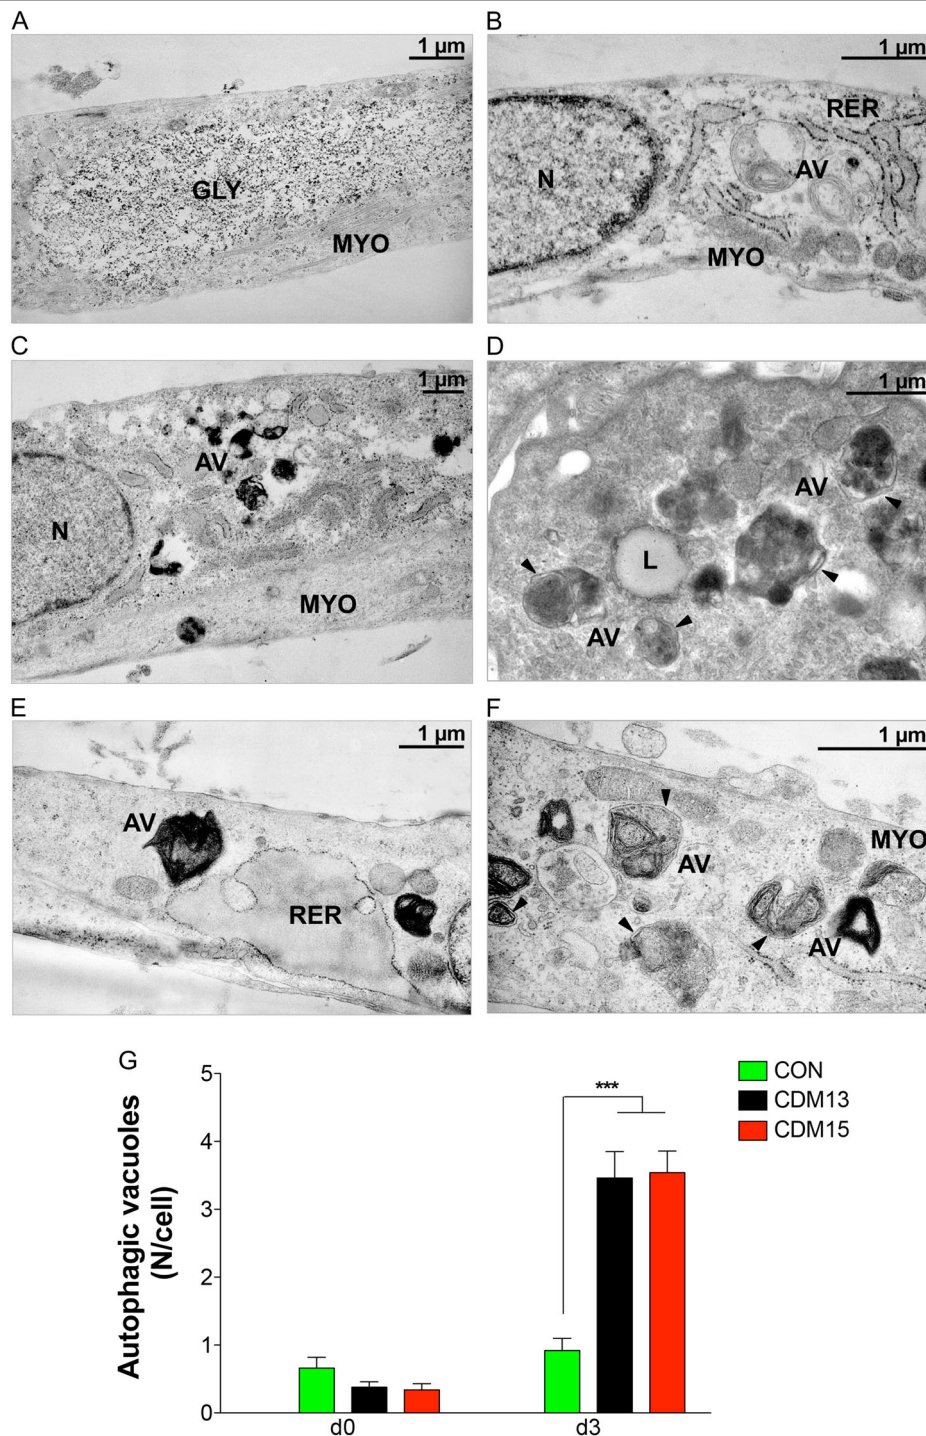 A
1 µm
GLY
MYO
B
1 µm
RER
N
AV
MYO
C
1 µm
AV
N
MYO
D
1 µm
AV
L
AV
E
1 µm
AV
RER
F
1 µm
MYO
AV
AV
G
Autophagic vacuoles
(N/cell)
5
4
3
2
1
0
d0
d3
***
CON
CDM13
CDM15